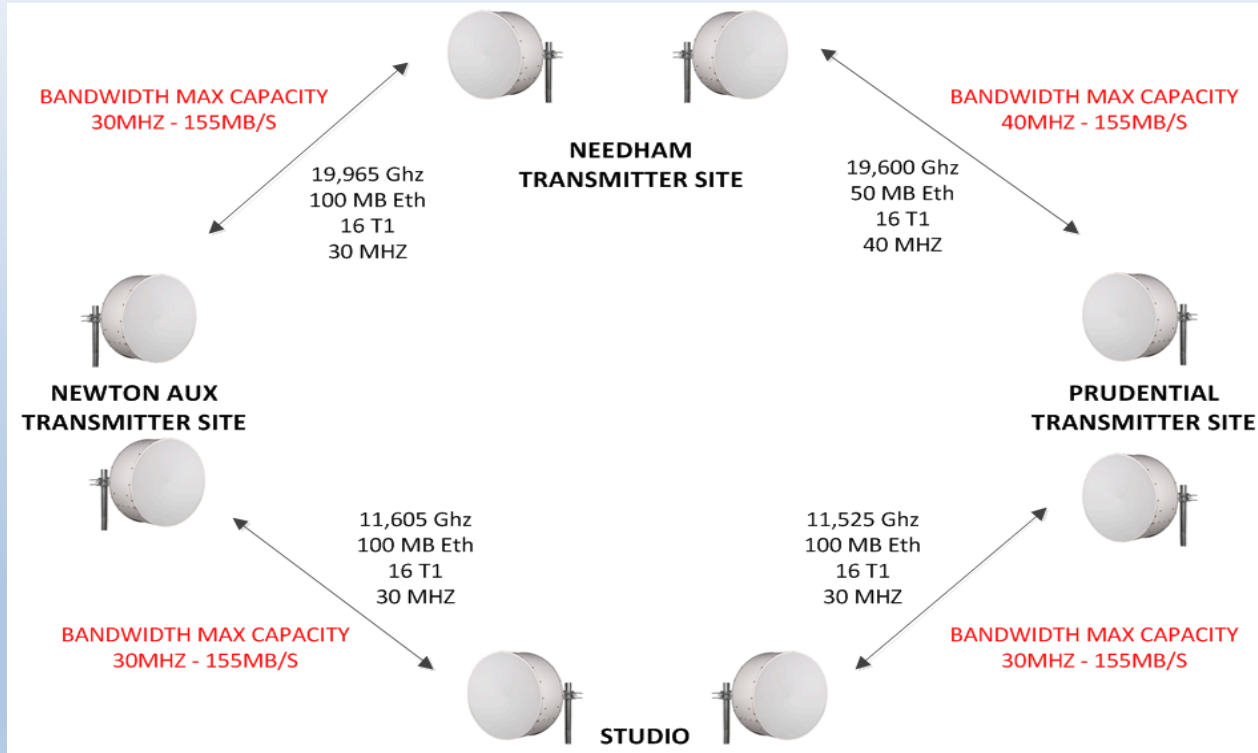 BANDWIDTH MAX CAPACITY
30MHZ - 155MB/S
BANDWIDTH MAX CAPACITY
40MHZ - 155MB/S
NEEDHAM
TRANSMITTER SITE
19,965 Ghz
100 MB Eth
16 T1
30 MHZ
19,600 Ghz
50 MB Eth
16 T1
40 MHZ
NEWTON AUX
TRANSMITTER SITE
PRUDENTIAL
TRANSMITTER SITE
11,605 Ghz
100 MB Eth
16 T1
30 MHZ
11,525 Ghz
100 MB Eth
16 T1
30 MHZ
BANDWIDTH MAX CAPACITY
30MHZ - 155MB/S
BANDWIDTH MAX CAPACITY
30MHZ - 155MB/S
STUDIO